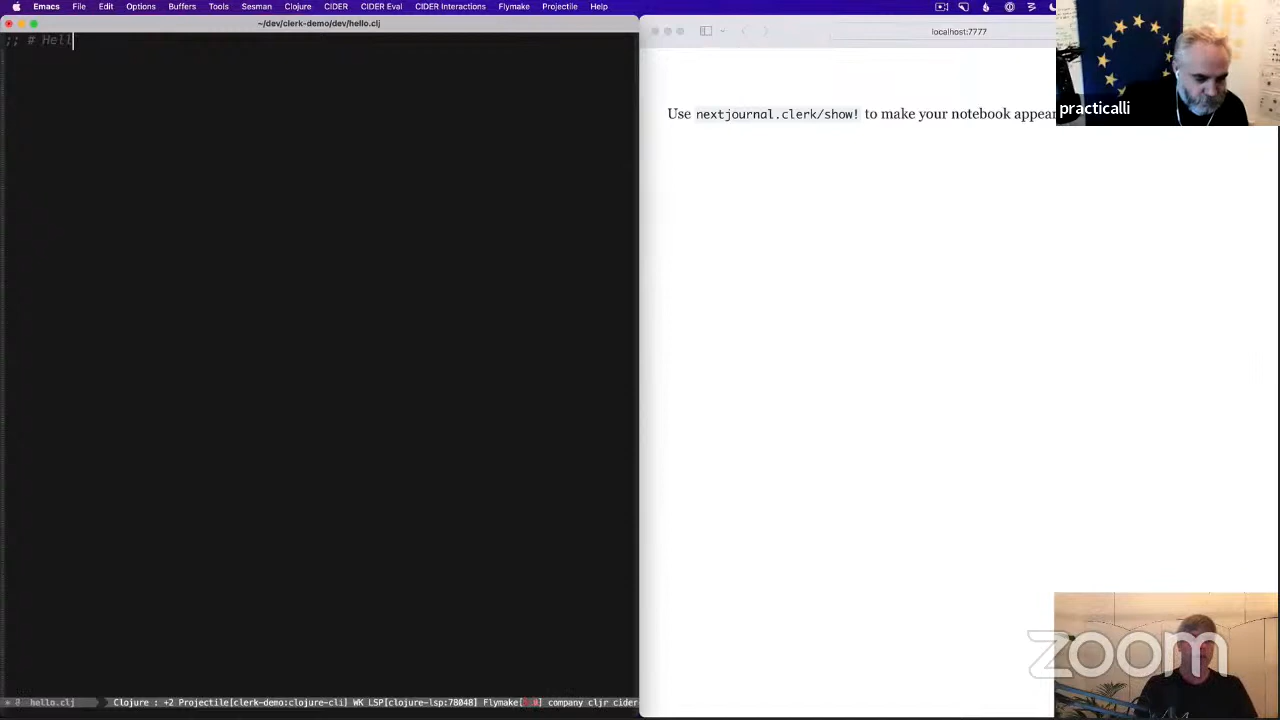 Emacs File Edit Options Buffers Tools Sesman Clojure CIDER CIDER Eval CIDER Interactions Flymake Projectile Help
~/dev/clerk-demo/dev/hello.clj
localhost:7777
;; # Hell
Use nextjournal.clerk/show! to make your notebook appear
practicalli
zoom
hello.clj Clojure : +2 Projectile[clerk-demo:clojure-cli] WK LSP[clojure-lsp:78048] Flymake[ ] company cljr cider